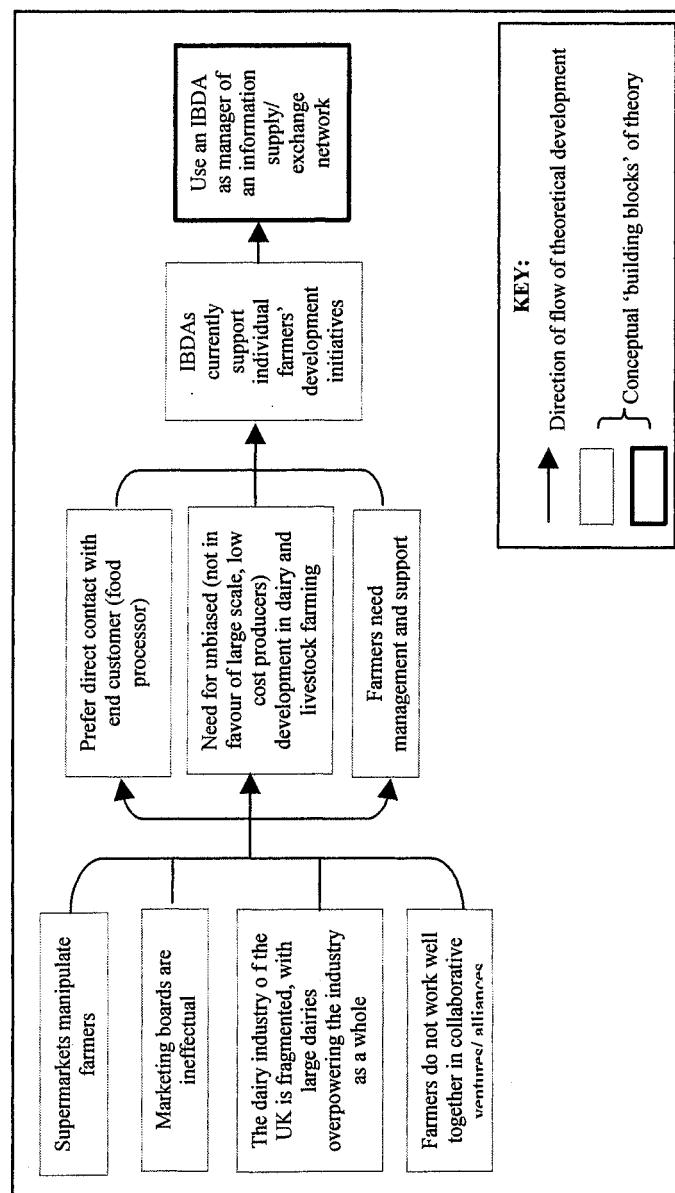 Supermarkets manipulate
farmers
Marketing boards are
ineffectual
The dairy industry o f the
UK is fragmented, with
large dairies
overpowering the industry
as a whole
Farmers do not work well
together in collaborative
ventures/ alliances
Prefer direct contact with
end customer (food
processor)
Need for unbiased (not in
favour of large scale, low
cost producers)
development in dairy and
livestock farming
Farmers need
management and support
IBDAs
currently
support
individual
farmers'
development
initiatives
Use an IBDA
as manager of
an information
supply/
exchange
network
KEY:
Direction of flow of theoretical development
Conceptual 'building blocks' of theory